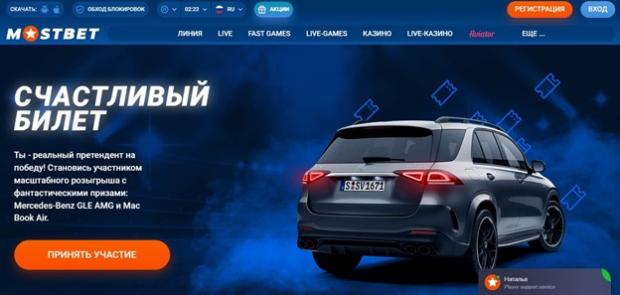 СКАЧАТЬ: ОБХОД БЛОКИРОВОК 02:22 RU АКЦИИ РЕГИСТРАЦИЯ ВХОД
MOSTBET ЛИНИЯ LIVE FAST GAMES LIVE-GAMES КАЗИНО LIVE-КАЗИНО Aviator ЕЩЕ ...
СЧАСТЛИВЫЙ
БИЛЕТ
Ты - реальный претендент на
победу! Становись участником
масштабного розыгрыша с
фантастическими призами:
Mercedes-Benz GLE AMG и Mac
Book Air.
ПРИНЯТЬ УЧАСТИЕ
Наталья
Player support service